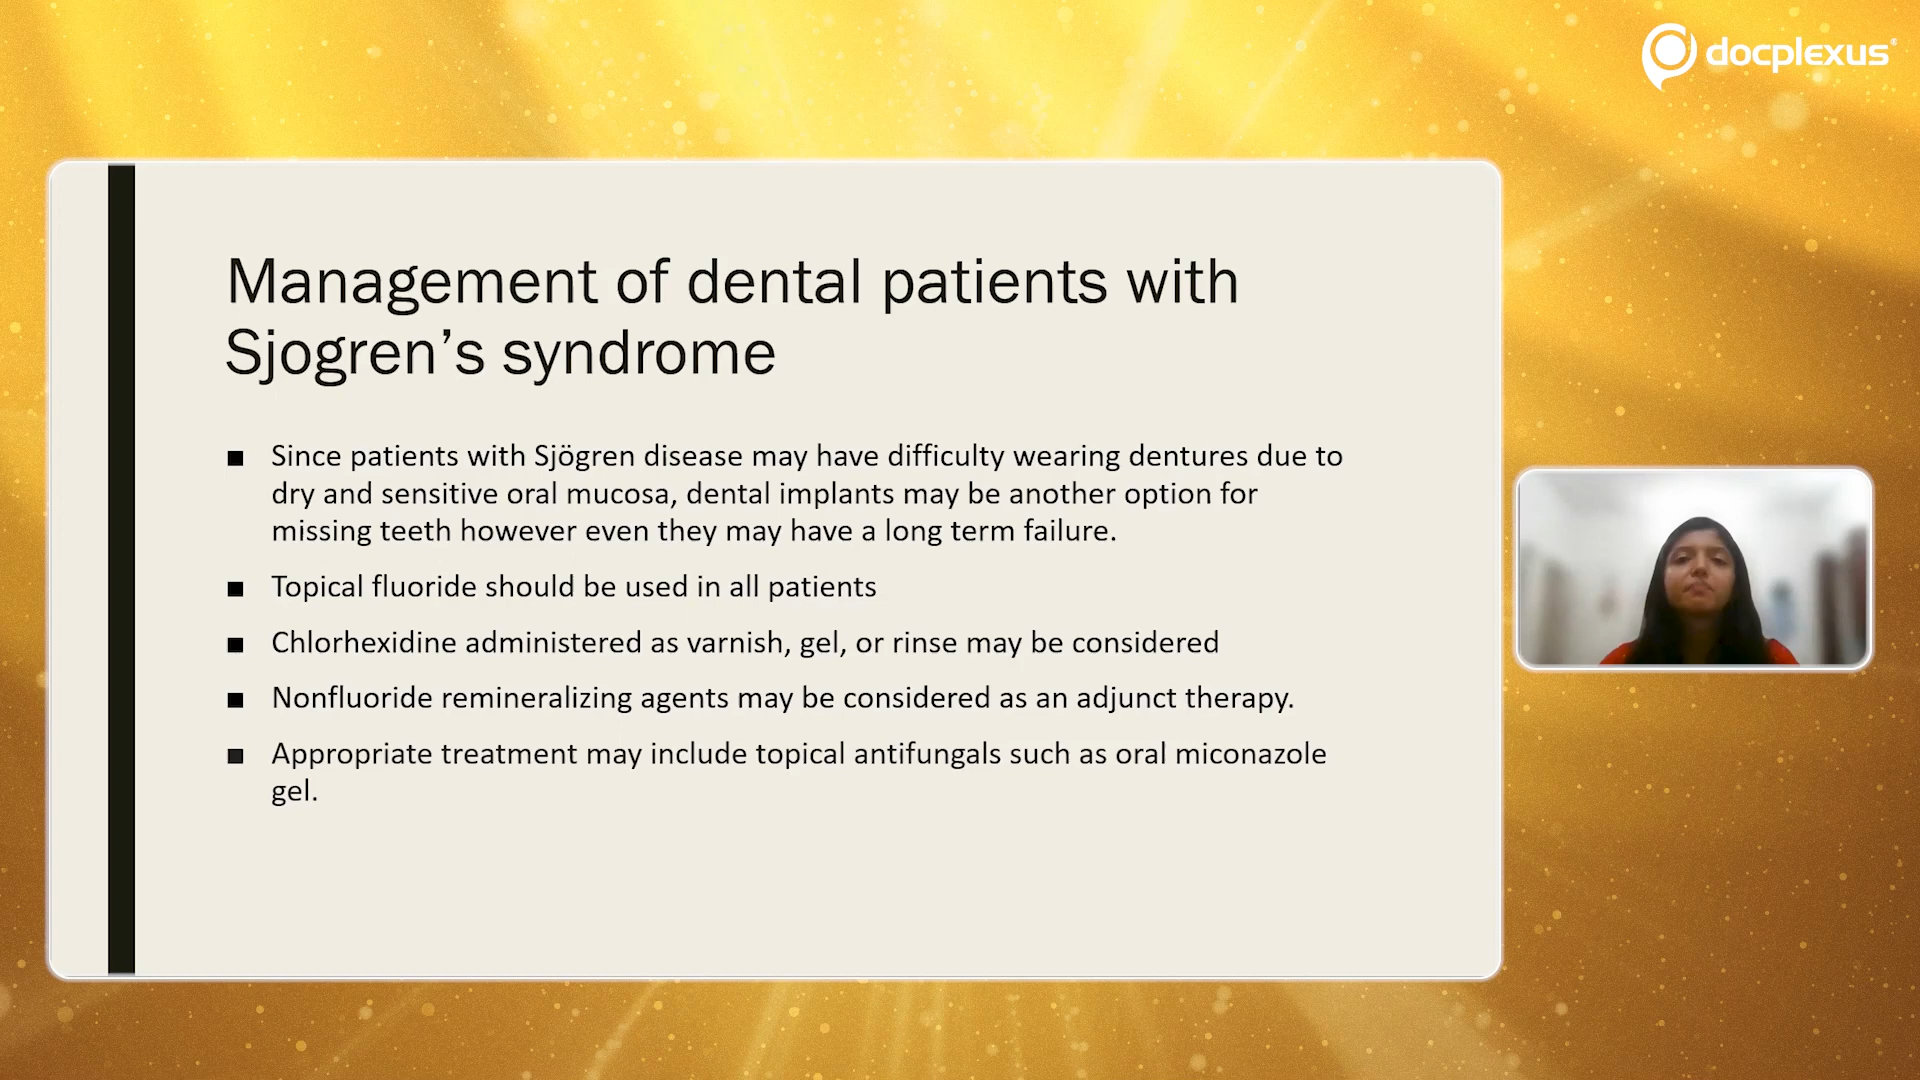 docplexus®
Management of dental patients with
Sjogren’s syndrome
■ Since patients with Sjögren disease may have difficulty wearing dentures due to
dry and sensitive oral mucosa, dental implants may be another option for
missing teeth however even they may have a long term failure.
■ Topical fluoride should be used in all patients
■ Chlorhexidine administered as varnish, gel, or rinse may be considered
■ Nonfluoride remineralizing agents may be considered as an adjunct therapy.
■ Appropriate treatment may include topical antifungals such as oral miconazole
gel.